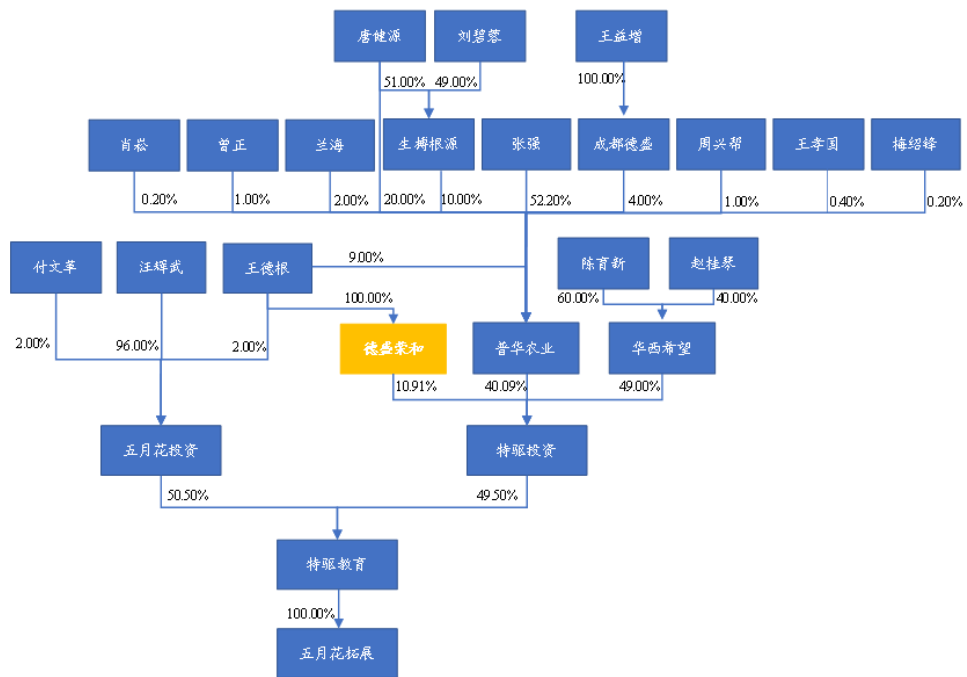 唐健源
刘碧蓉
王益增
51.00%
49.00%
100.00%
肖崧
曾正
兰海
生搏根源
张强
成都德盛
周兴帮
王孝国
梅绍锋
0.20%
1.00%
2.00%
20.00%
10.00%
52.20%
4.00%
1.00%
0.40%
0.20%
付文革
汪辉武
王德根
9.00%
陈育新
赵桂琴
100.00%
60.00%
40.00%
2.00%
96.00%
2.00%
德盛荣和
普华农业
华西希望
10.91%
40.09%
49.00%
五月花投资
特驱投资
50.50%
49.50%
特驱教育
100.00%
五月花拓展